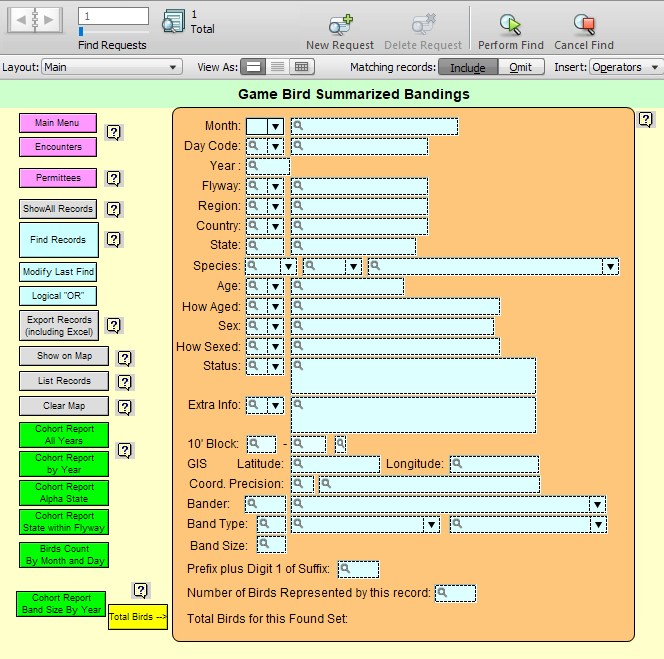 1
1
Total
Find Requests
New Request
Delete Request
Perform Find
Cancel Find
Layout:
Main
View As:
Matching records:
Include
Omit
Insert:
Operators
Game Bird Summarized Bandings
Main Menu
Encounters
Permittees
ShowAll Records
Find Records
Modify Last Find
Logical "OR"
Export Records
(including Excel)
Show on Map
List Records
Clear Map
Cohort Report
All Years
Cohort Report
by Year
Cohort Report
Alpha State
Cohort Report
State within Flyway
Birds Count
By Month and Day
Cohort Report
Band Size By Year
Total Birds -->
?
?
?
?
?
?
?
?
?
?
?
?
Month:
Day Code:
Year :
Flyway:
Region:
Country:
State:
Species:
Age:
How Aged:
Sex:
How Sexed:
Status:
Extra Info:
10' Block:
-
GIS Latitude:
Longitude:
Coord. Precision:
Bander:
Band Type:
Band Size:
Prefix plus Digit 1 of Suffix:
Number of Birds Represented by this record:
Total Birds for this Found Set: